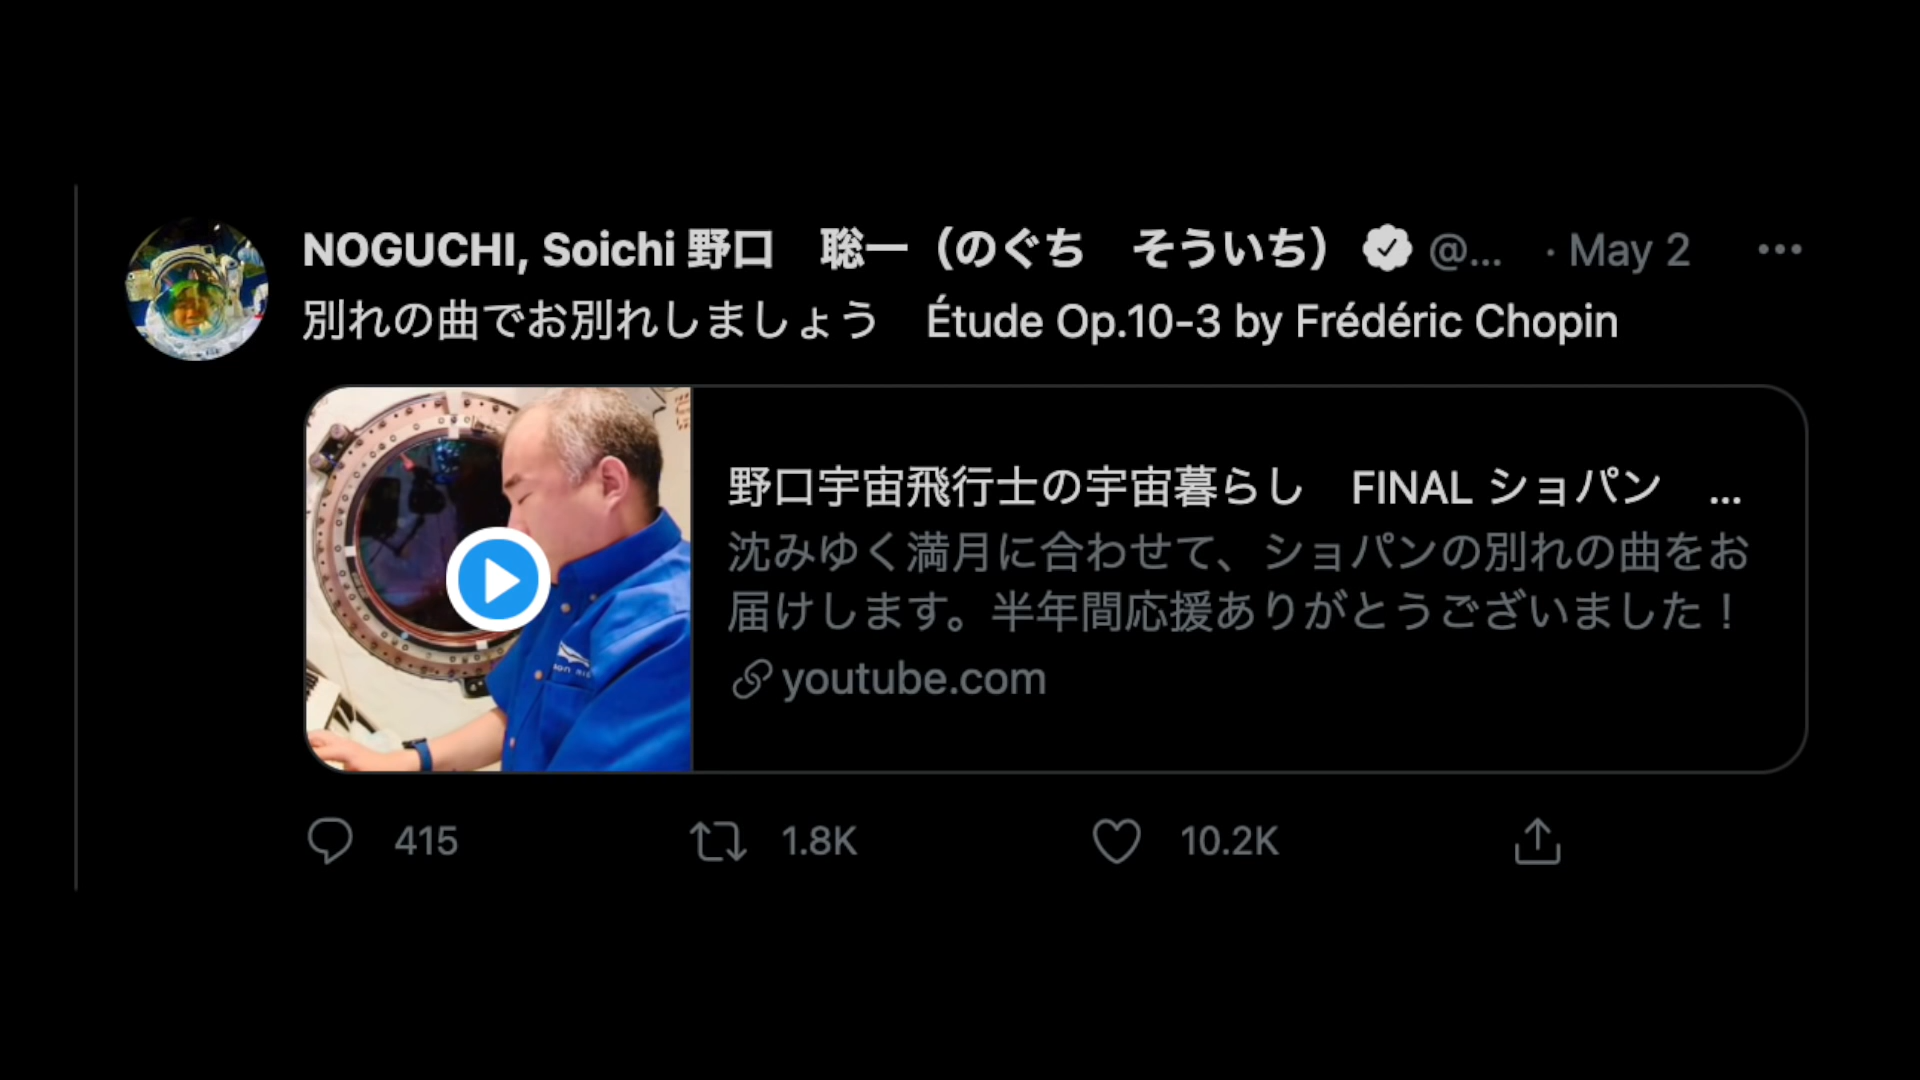 NOGUCHI, Soichi 野口　聡一（のぐち　そういち） @... · May 2
別れの曲でお別れしましょう　Étude Op.10-3 by Frédéric Chopin
野口宇宙飛行士の宇宙暮らし　FINAL ショパン　...
沈みゆく満月に合わせて、ショパンの別れの曲をお
届けします。半年間応援ありがとうございました！
youtube.com
415 1.8K 10.2K